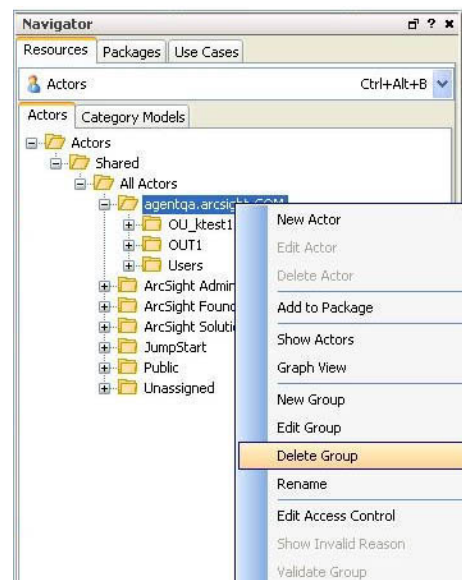 Navigator
Resources Packages Use Cases
Actors Ctrl+Alt+B
Actors Category Models
Actors
Shared
All Actors
agentqa.arcsight.COM
OU_ktest1
OUT1
Users
ArcSight Admin
ArcSight Found
ArcSight Soluti
JumpStart
Public
Unassigned
New Actor
Edit Actor
Delete Actor
Add to Package
Show Actors
Graph View
New Group
Edit Group
Delete Group
Rename
Edit Access Control
Show Invalid Reason
Validate Group